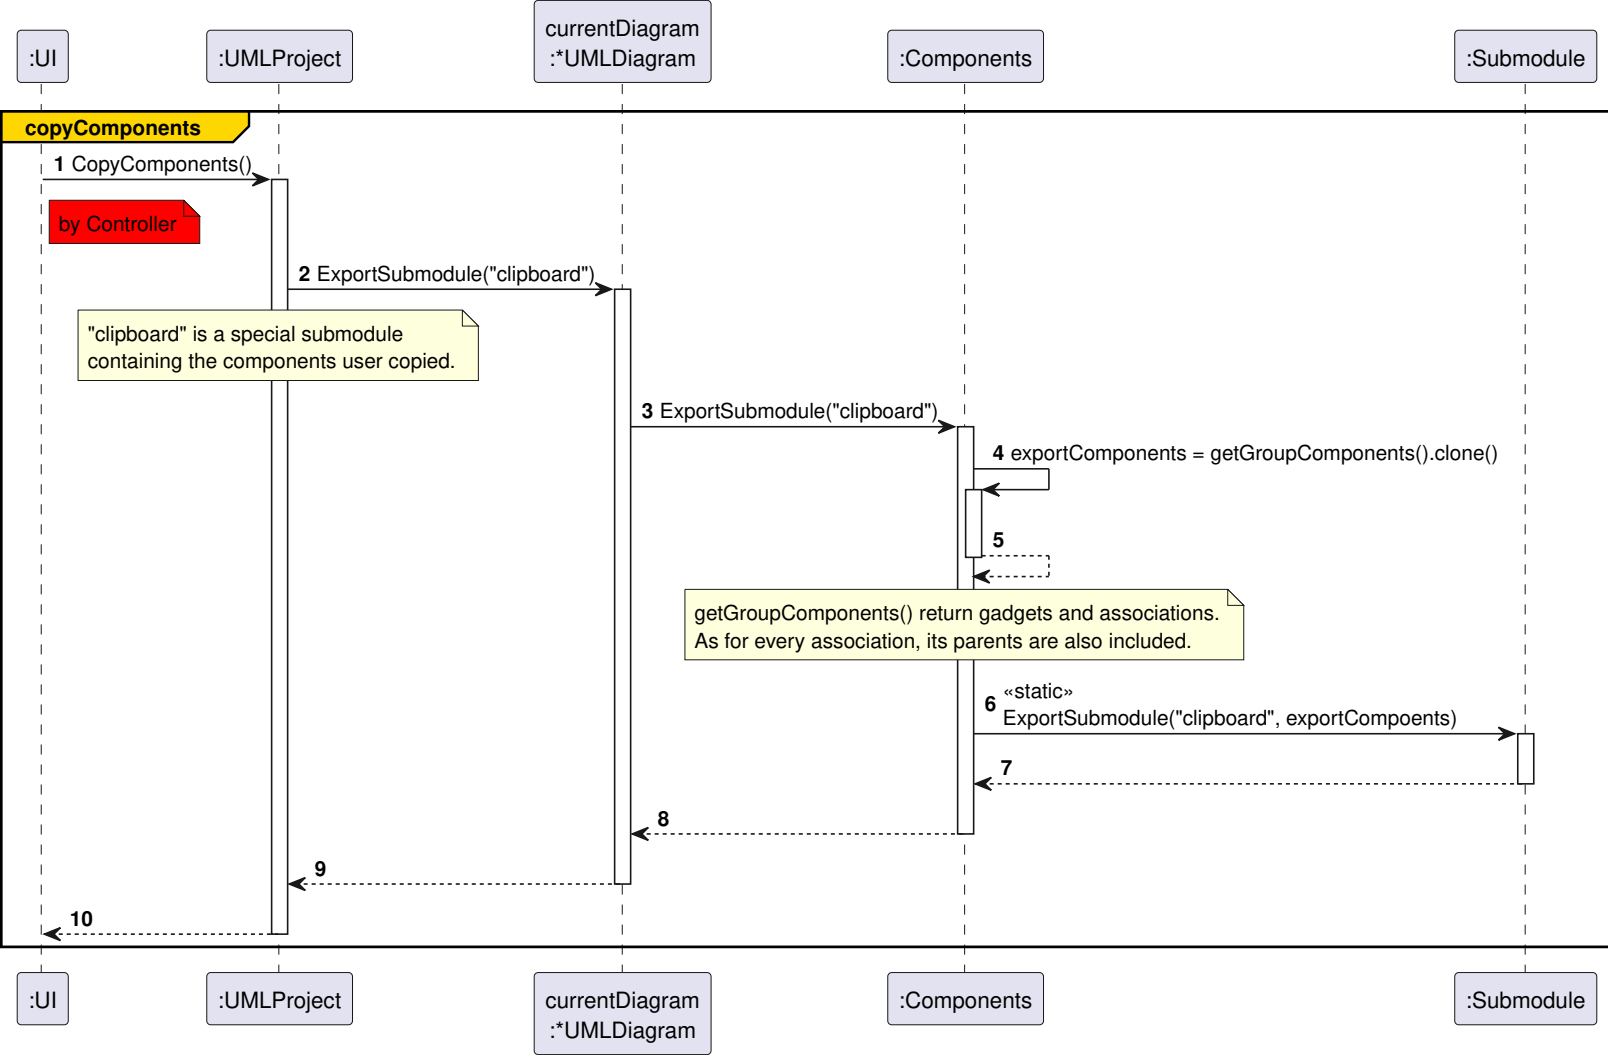 :UI
:UMLProject
currentDiagram
:*UMLDiagram
:Components
:Submodule
copyComponents
1 CopyComponents()
by Controller
2 ExportSubmodule("clipboard")
"clipboard" is a special submodule
containing the components user copied.
3 ExportSubmodule("clipboard")
4 exportComponents = getGroupComponents().clone()
5
getGroupComponents() return gadgets and associations.
As for every association, its parents are also included.
«static»
6 ExportSubmodule("clipboard", exportCompoents)
7
8
9
10
:UI
:UMLProject
currentDiagram
:*UMLDiagram
:Components
:Submodule